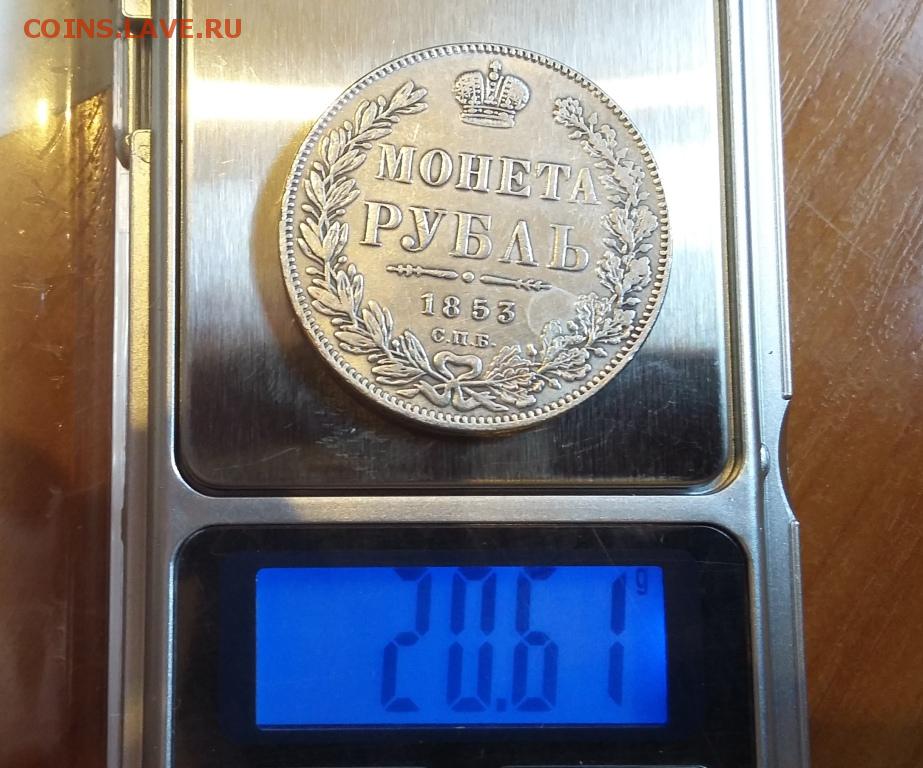 COINS.LAVE.RU
МОНЕТА
РУБЛЬ
1853
С.П.Б.
20.61 g